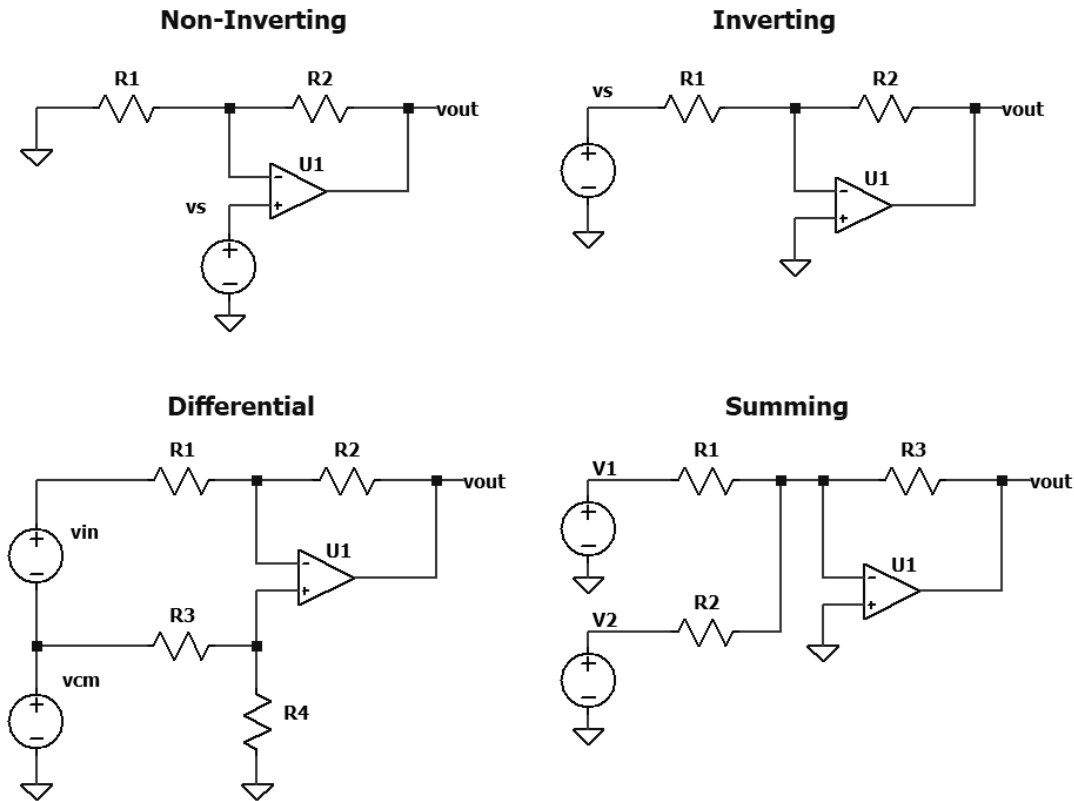 Non-Inverting
R1
R2
vout
U1
-
+
vs
+
−
Inverting
vs
R1
R2
vout
+
−
U1
-
+
Differential
R1
R2
vout
+
vin
−
U1
-
+
R3
vcm
+
−
R4
Summing
V1
R1
R3
vout
+
−
U1
-
+
V2
R2
+
−